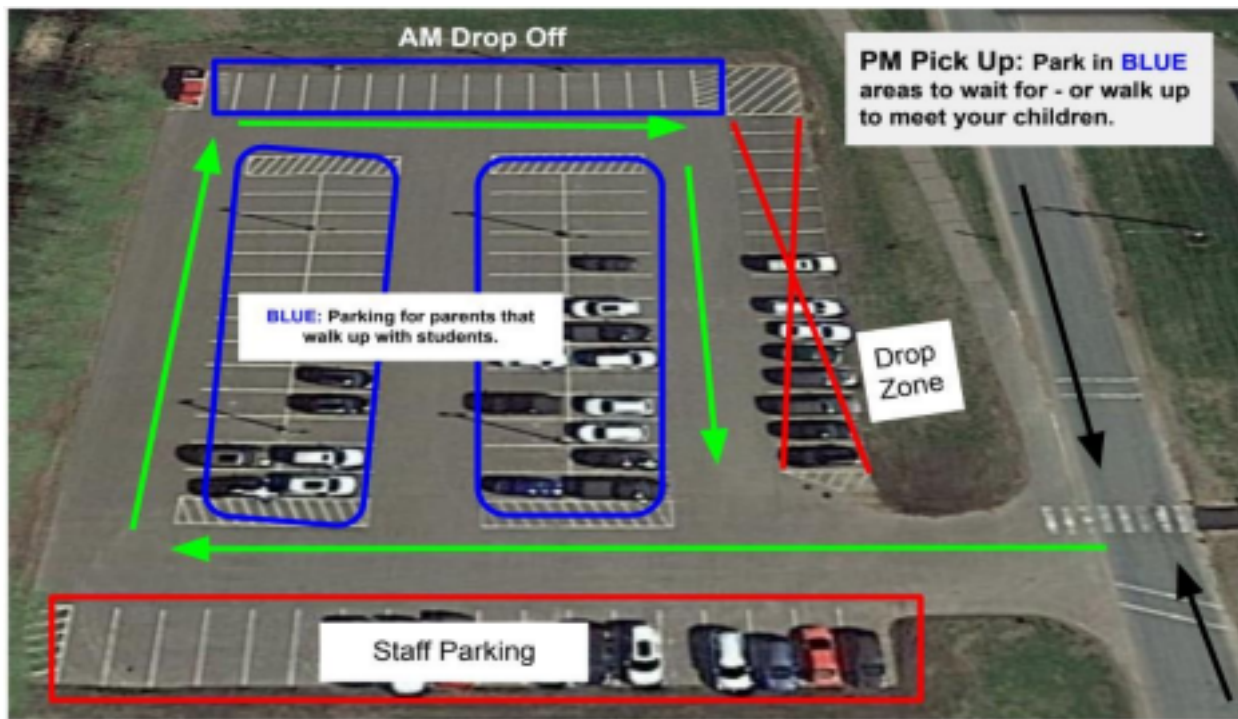 AM Drop Off
PM Pick Up: Park in BLUE
areas to wait for - or walk up
to meet your children.
BLUE: Parking for parents that
walk up with students.
Drop
Zone
Staff Parking